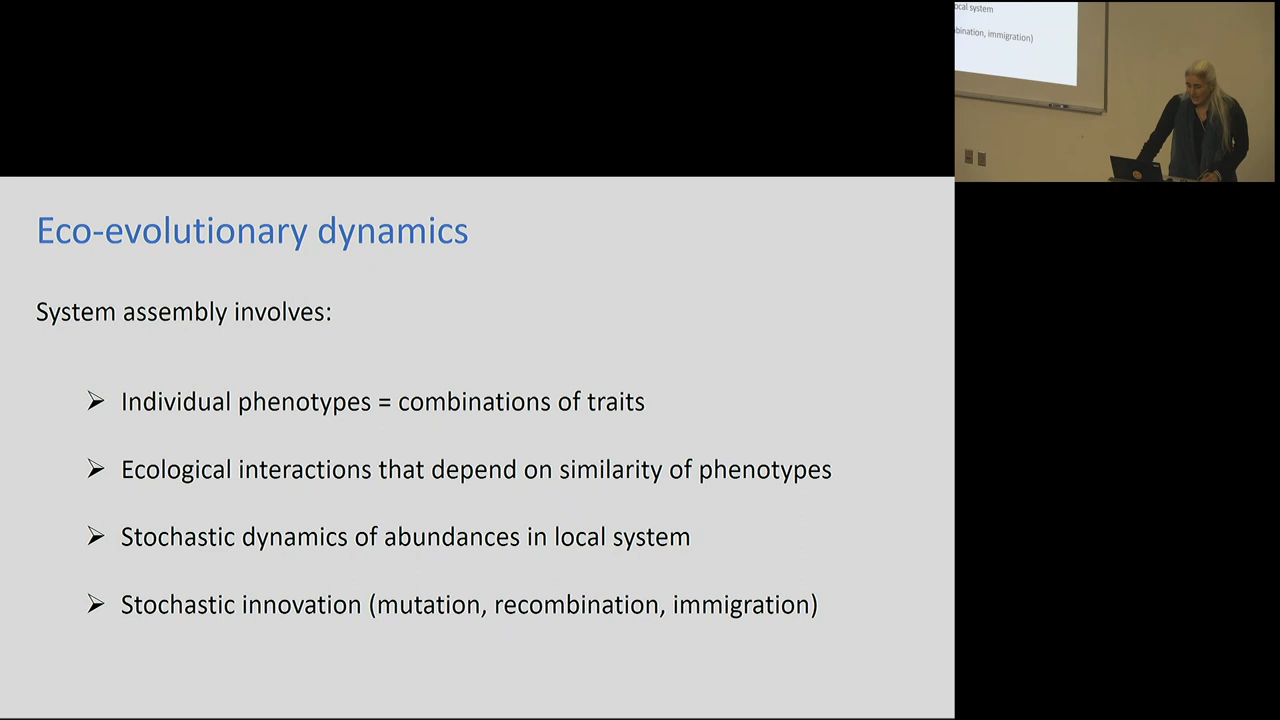 Eco-evolutionary dynamics
System assembly involves:
Individual phenotypes = combinations of traits
Ecological interactions that depend on similarity of phenotypes
Stochastic dynamics of abundances in local system
Stochastic innovation (mutation, recombination, immigration)
ocal system
bination, immigration)